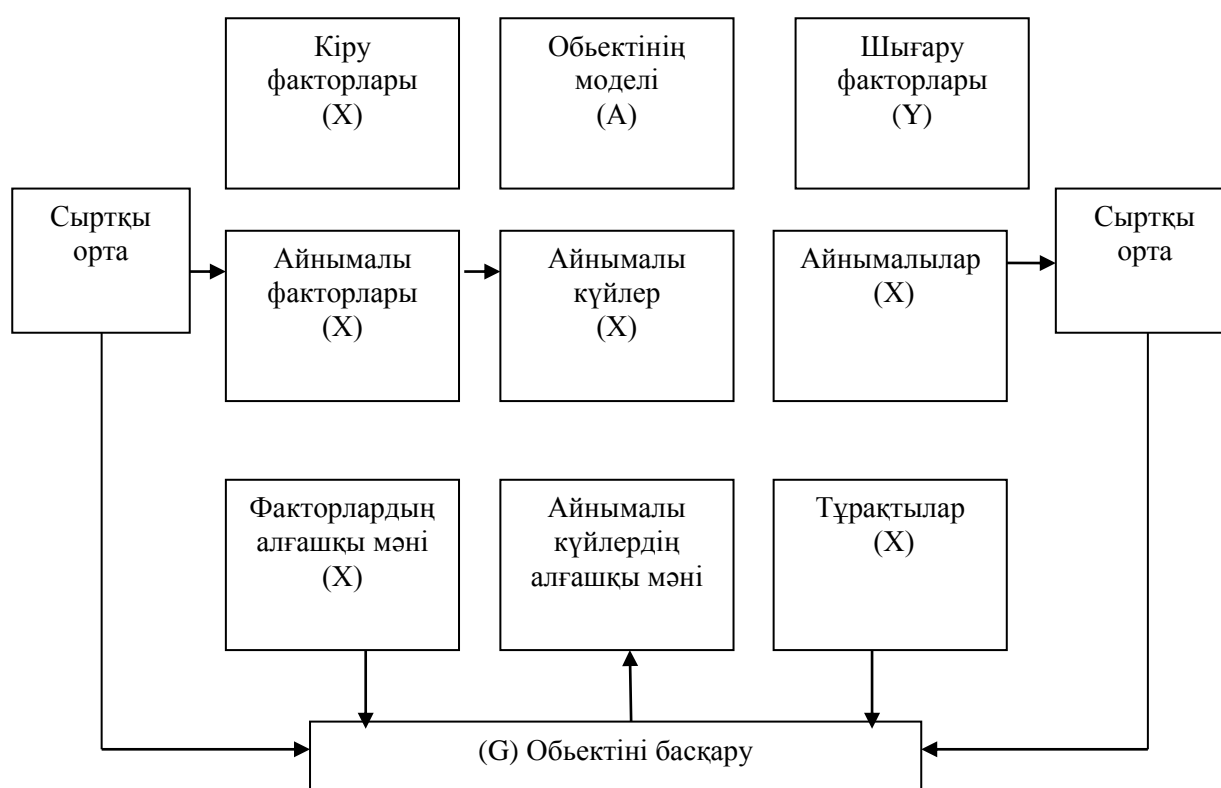 Кіру
факторлары
(X)
Обьектінің
моделі
(A)
Шығару
факторлары
(Y)
Сыртқы
орта
Айнымалы
факторлары
(X)
Айнымалы
күйлер
(X)
Айнымалылар
(X)
Сыртқы
орта
Факторлардың
алғашқы мәні
(X)
Айнымалы
күйлердің
алғашқы мәні
Тұрақтылар
(X)
(G) Обьектіні басқару